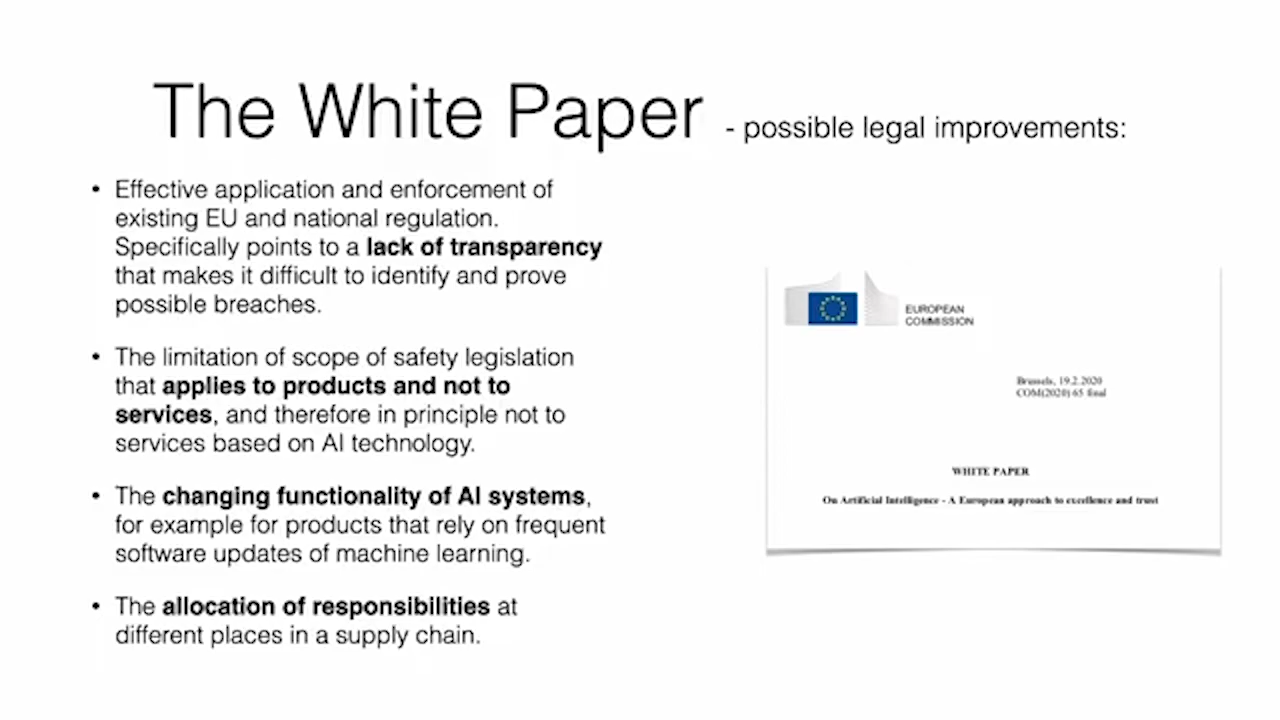 The White Paper - possible legal improvements:
• Effective application and enforcement of
existing EU and national regulation.
Specifically points to a lack of transparency
that makes it difficult to identify and prove
possible breaches.
• The limitation of scope of safety legislation
that applies to products and not to
services, and therefore in principle not to
services based on AI technology.
• The changing functionality of AI systems,
for example for products that rely on frequent
software updates of machine learning.
• The allocation of responsibilities at
different places in a supply chain.
EUROPEAN
COMMISSION
Brussels, 19.2.2020
COM(2020) 65 final
WHITE PAPER
On Artificial Intelligence - A European approach to excellence and trust